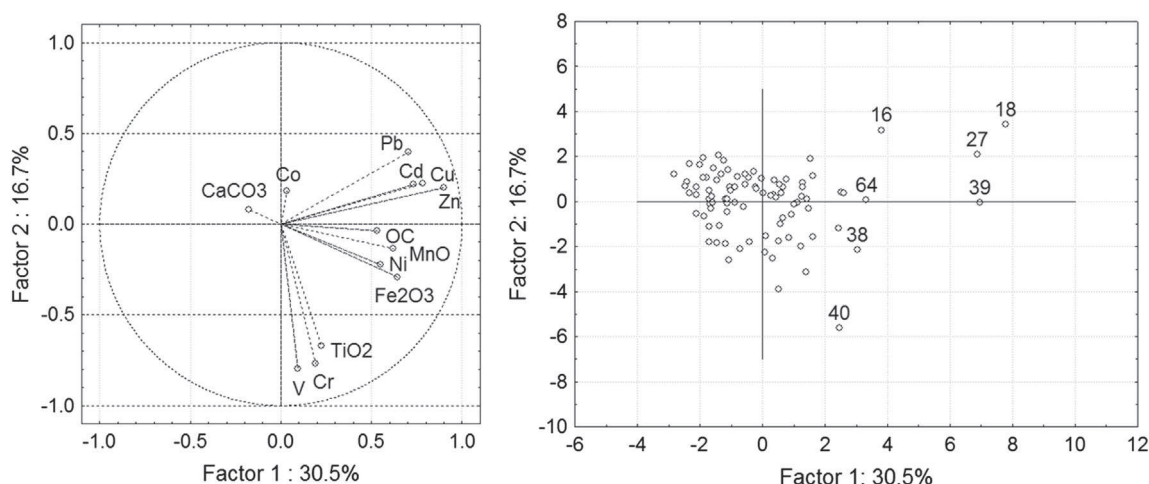 1.0
0.5
0.0
-0.5
-1.0
Factor 2 : 16.7%
Pb
Cd
Cu
Co
Zn
CaCO3
OC
MnO
Ni
Fe2O3
TiO2
V
Cr
-1.0 -0.5 0.0 0.5 1.0
Factor 1 : 30.5%
8
6
4
2
0
-2
-4
-6
-8
-10
Factor 2: 16.7%
16
18
27
64
39
38
40
-6 -4 -2 0 2 4 6 8 10 12
Factor 1: 30.5%